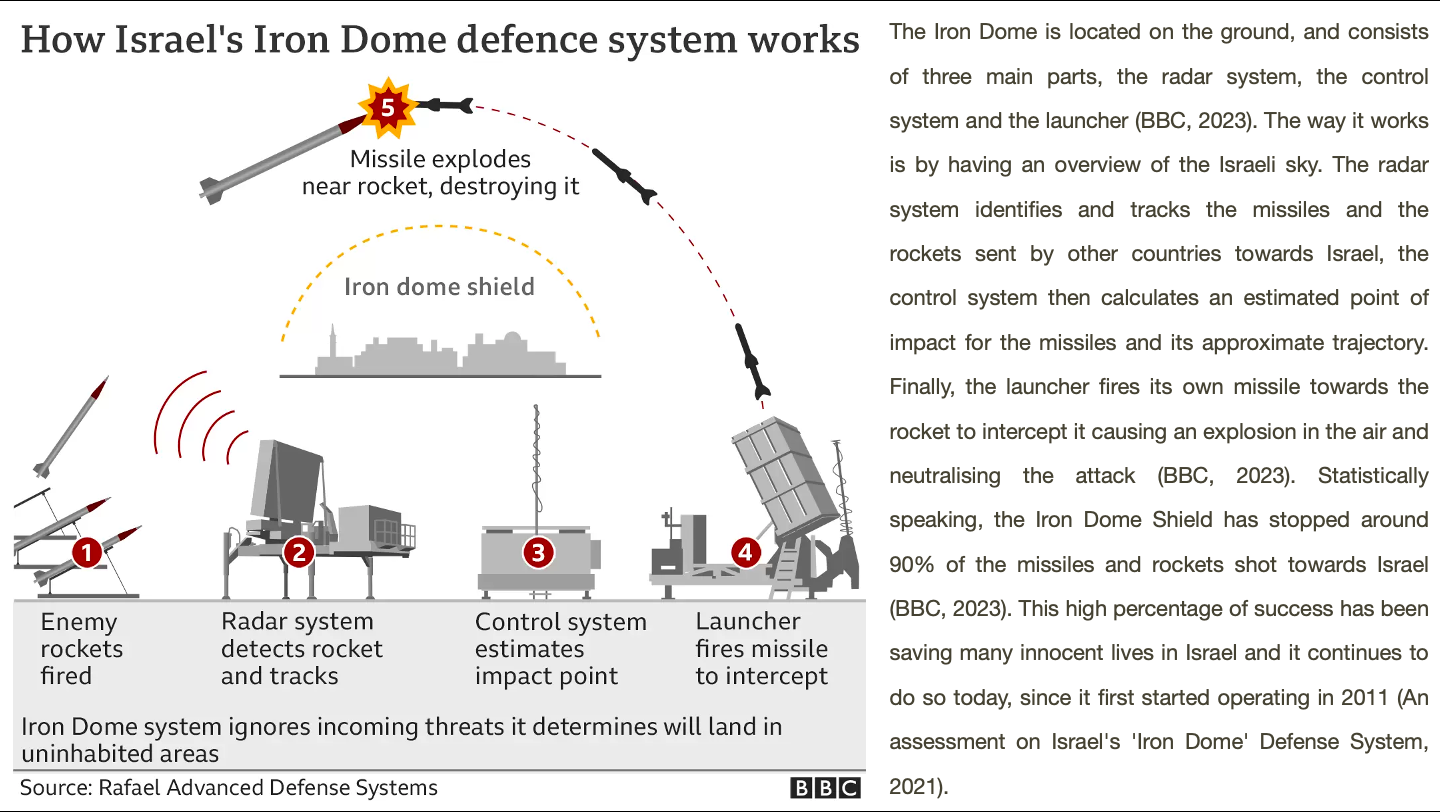 How Israel's Iron Dome defence system works
5
Missile explodes
near rocket, destroying it
Iron dome shield
1
2
3
4
Enemy
rockets
fired
Radar system
detects rocket
and tracks
Control system
estimates
impact point
Launcher
fires missile
to intercept
Iron Dome system ignores incoming threats it determines will land in
uninhabited areas
Source: Rafael Advanced Defense Systems
BBC
The Iron Dome is located on the ground, and consists
of three main parts, the radar system, the control
system and the launcher (BBC, 2023). The way it works
is by having an overview of the Israeli sky. The radar
system identifies and tracks the missiles and the
rockets sent by other countries towards Israel, the
control system then calculates an estimated point of
impact for the missiles and its approximate trajectory.
Finally, the launcher fires its own missile towards the
rocket to intercept it causing an explosion in the air and
neutralising the attack (BBC, 2023). Statistically
speaking, the Iron Dome Shield has stopped around
90% of the missiles and rockets shot towards Israel
(BBC, 2023). This high percentage of success has been
saving many innocent lives in Israel and it continues to
do so today, since it first started operating in 2011 (An
assessment on Israel's 'Iron Dome' Defense System,
2021).